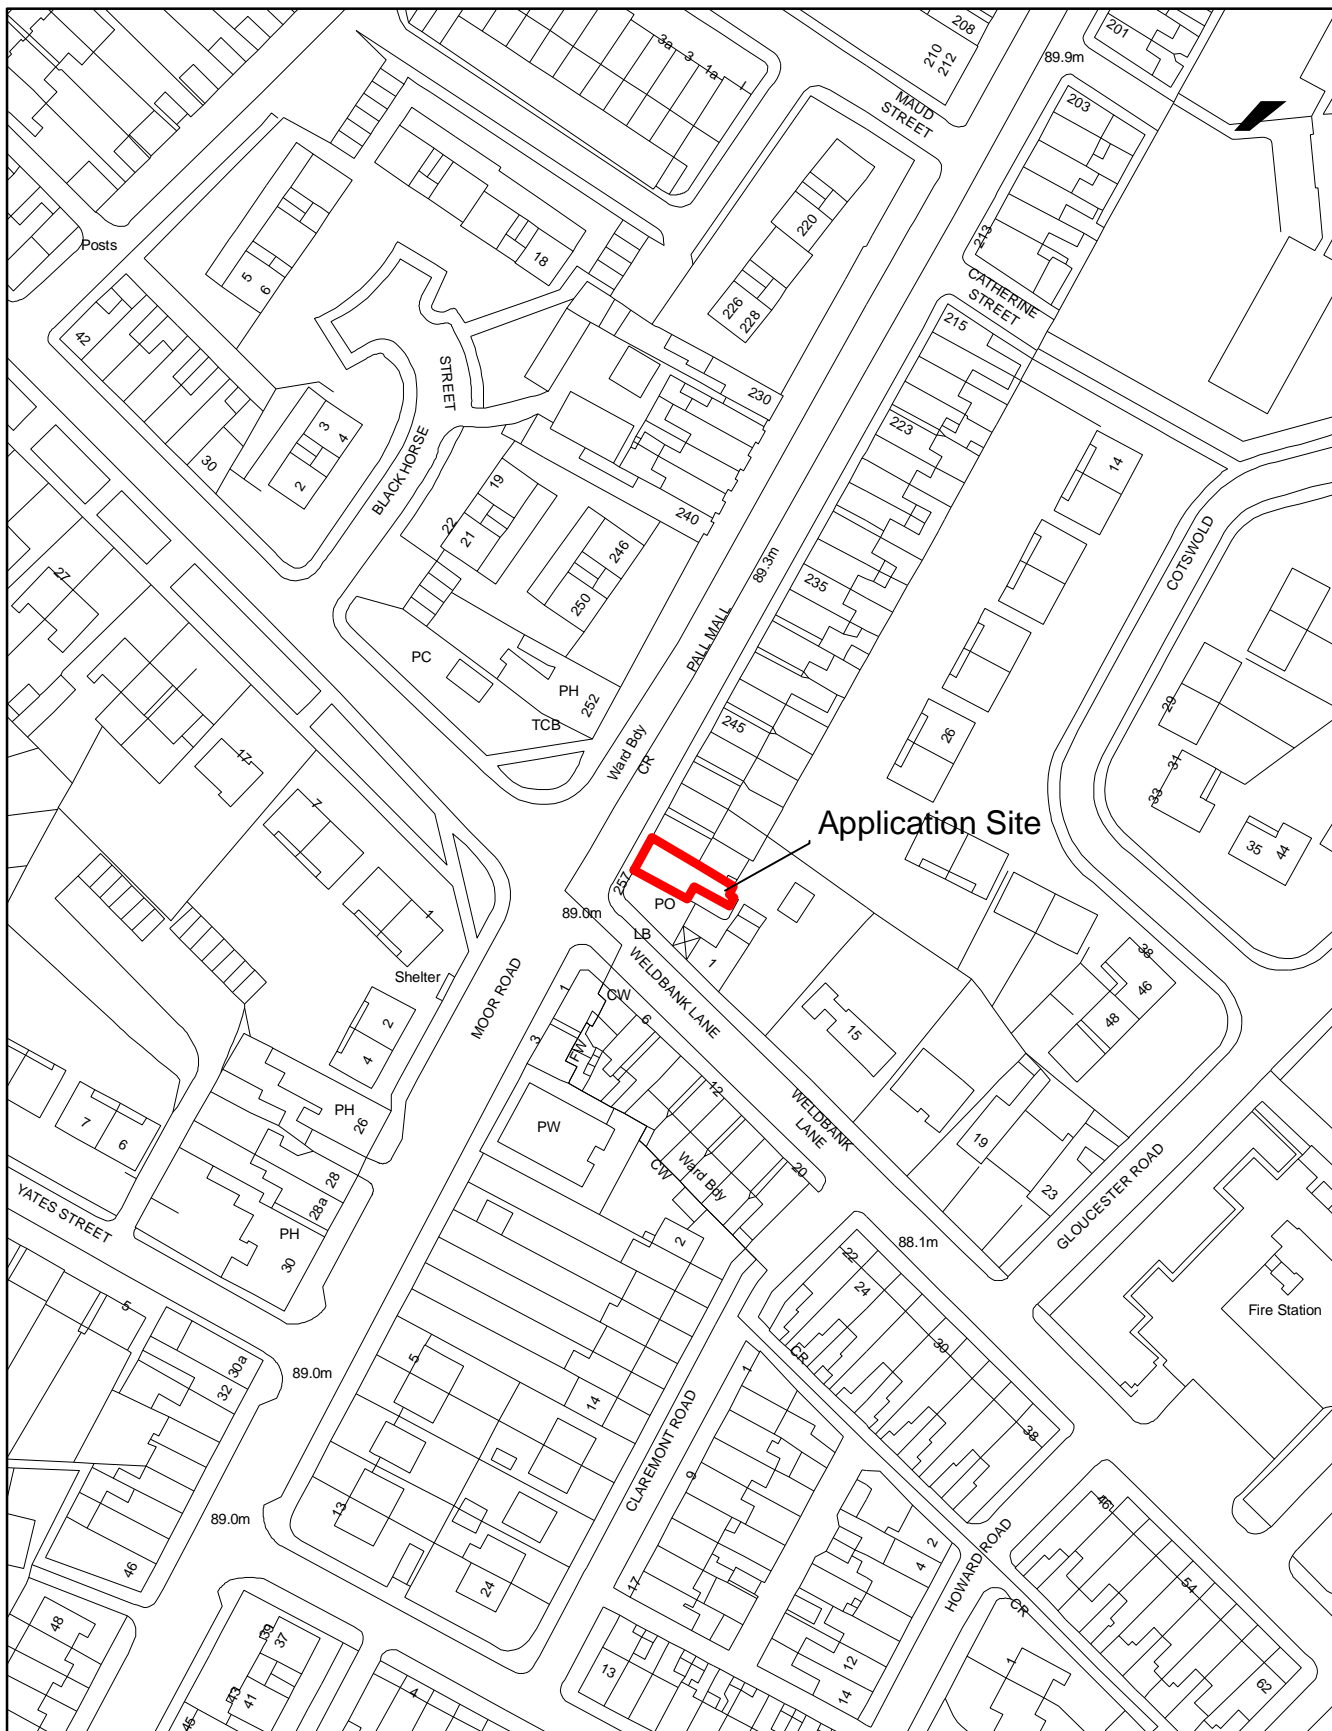 208
210
212
201
89.9m
3a
3
1a
1
MAUD
STREET
203
213
220
226
228
18
Posts
5
6
42
CATHERINE
STREET
215
STREET
BLACK HORSE
3
4
2
30
230
223
240
14
COTSWOLD
19
22
21
246
250
89.3m
235
27
PALL MALL
PC
PH
252
TCB
Ward Bdy
CR
245
26
29
31
33
35
44
17
7
1
Application Site
257
PO
89.0m
LB
1
WELDBANK LANE
Shelter
MOOR ROAD
2
4
1
3
CW
FW
6
12
20
15
38
46
48
WELDBANK
LANE
19
23
GLOUCESTER ROAD
7
6
PH
26
28
28a
PH
30
YATES STREET
PW
CW
Ward Bdy
2
88.1m
22
24
30
38
CR
Fire Station
5
30a
32
89.0m
5
14
13
CLAREMONT ROAD
1
9
17
89.0m
46
48
24
39
37
43
41
45
4
13
2
4
12
14
HOWARD ROAD
CR
1
46
54
62